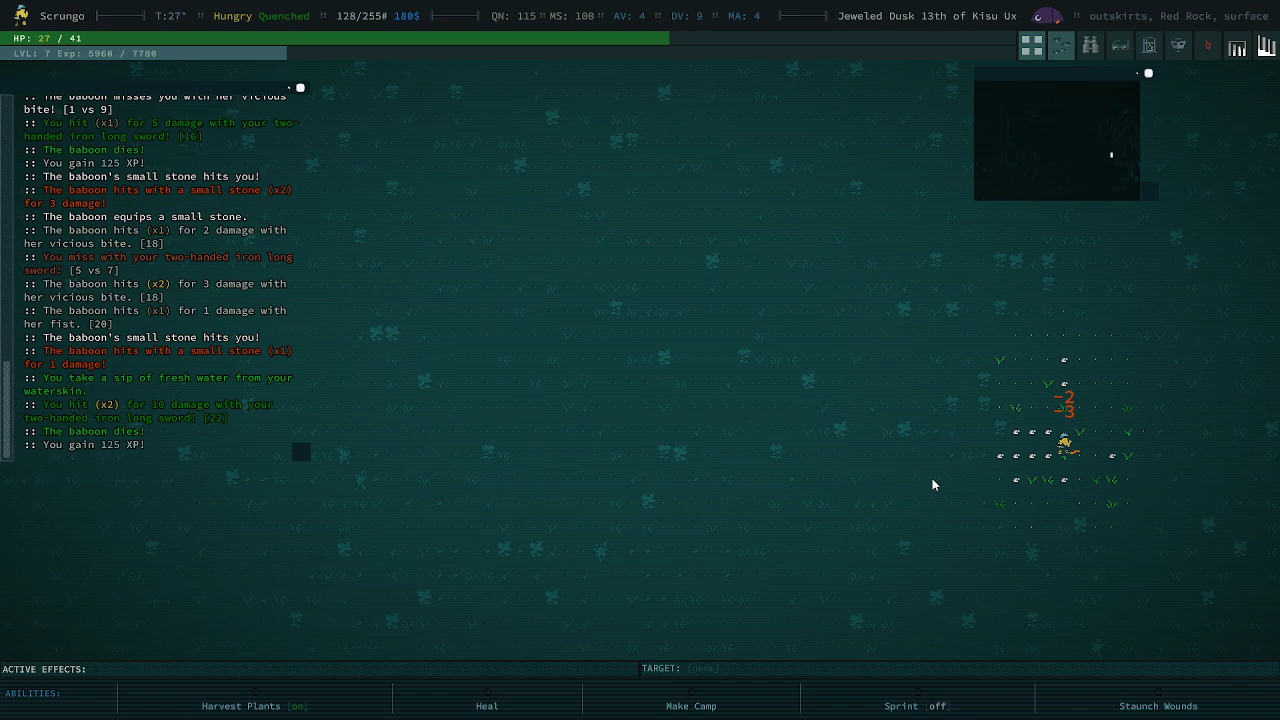 Scrungo T:27° :: Hungry Quenched :: 128/255# 180$ QN: 115 :: MS: 100 AV: 4 DV: 9 MA: 4 Jeweled Dusk 13th of Kisu Ux :: outskirts, Red Rock, surface
HP: 27 / 41
LVL: 7 Exp: 5960 / 7780
:: The baboon misses you with her vicious
bite! [1 vs 9]
:: You hit (x1) for 5 damage with your two-
handed iron long sword! [16]
:: The baboon dies!
:: You gain 125 XP!
:: The baboon's small stone hits you!
:: The baboon hits with a small stone (x2)
for 3 damage!
:: The baboon equips a small stone.
:: The baboon hits (x1) for 2 damage with
her vicious bite. [18]
:: You miss with your two-handed iron long
sword! [5 vs 7]
:: The baboon hits (x2) for 3 damage with
her vicious bite. [18]
:: The baboon hits (x1) for 1 damage with
her fist. [20]
:: The baboon's small stone hits you!
:: The baboon hits with a small stone (x1)
for 1 damage!
:: You take a sip of fresh water from your
waterskin.
:: You hit (x2) for 10 damage with your
two-handed iron long sword! [22]
:: The baboon dies!
:: You gain 125 XP!
-2
-3
ACTIVE EFFECTS: TARGET: [none]
ABILITIES: Harvest Plants [on] Heal Make Camp Sprint [off] Staunch Wounds